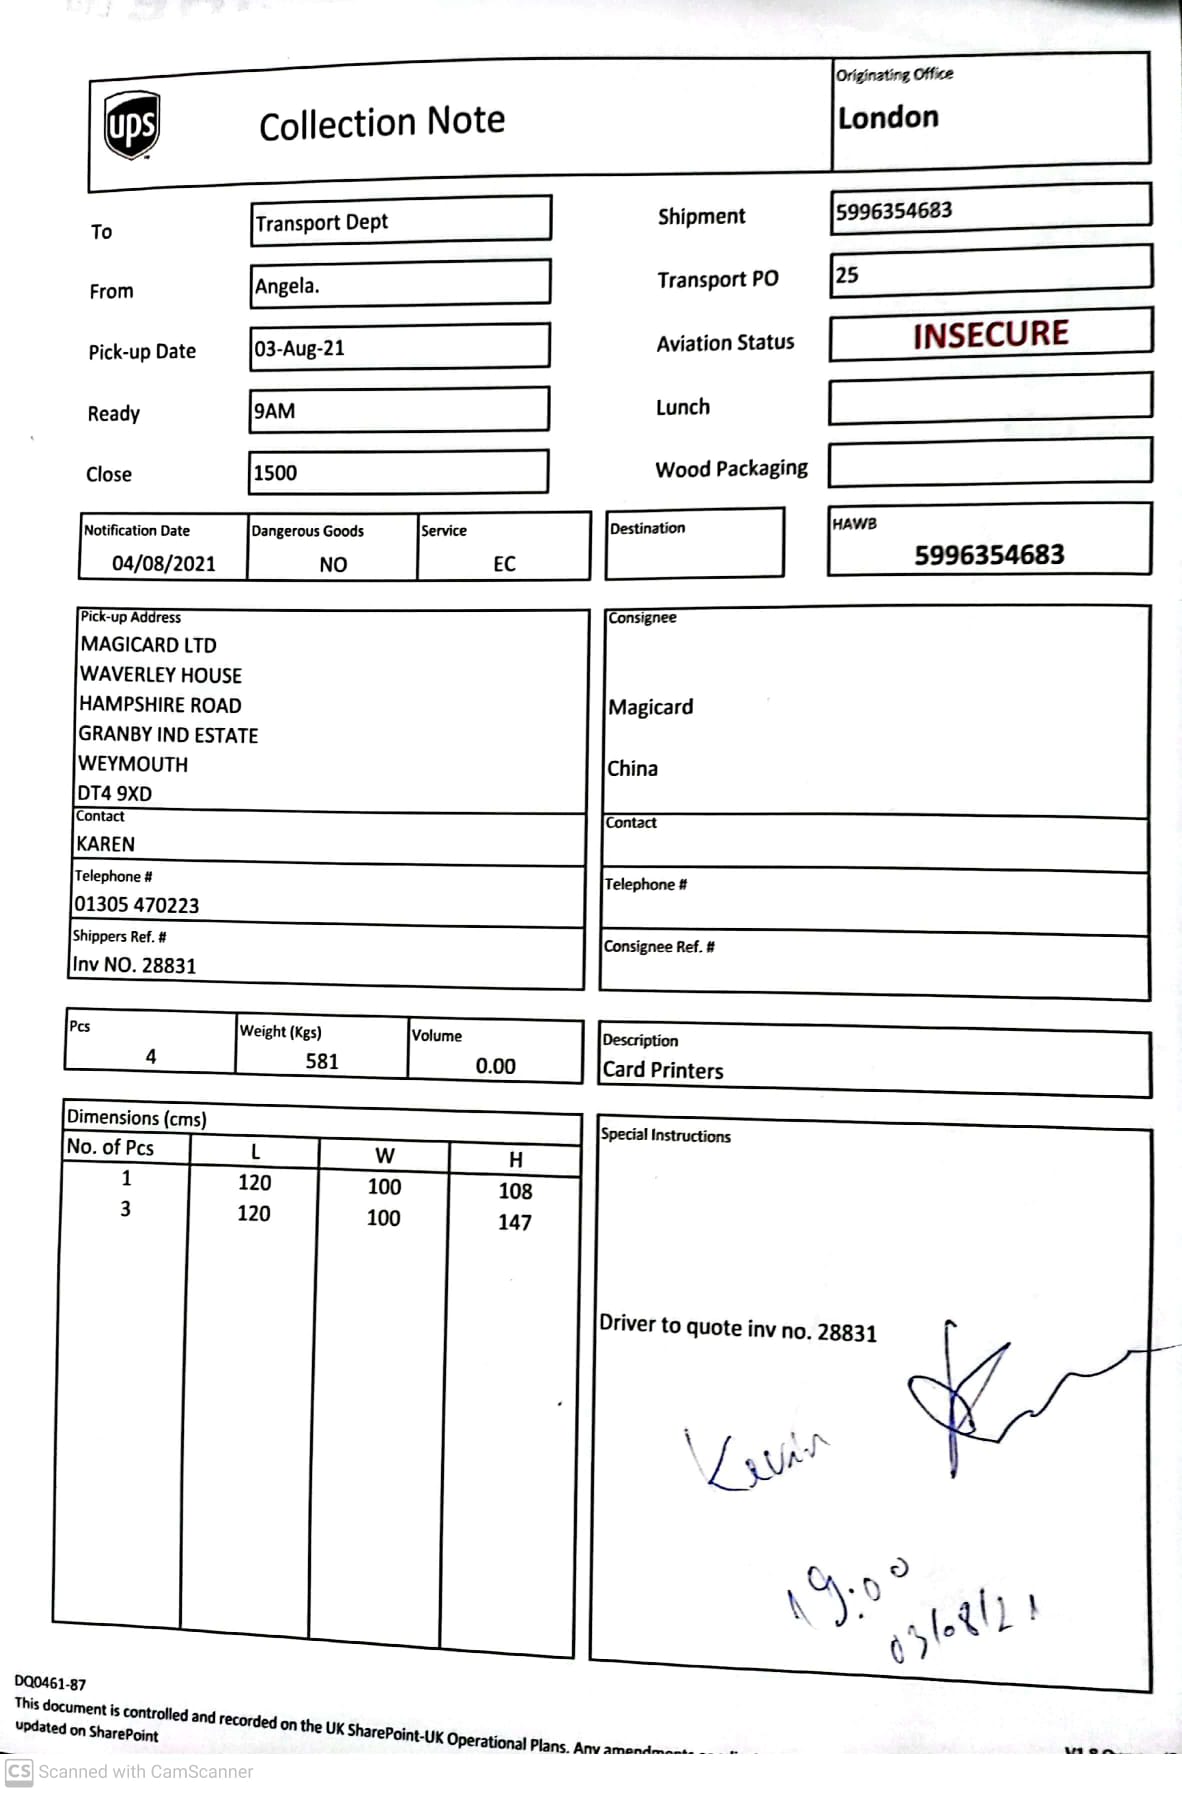 ups
Collection Note
Originating Office
London
To
Transport Dept
Shipment
5996354683
From
Angela.
Transport PO
25
Pick-up Date
03-Aug-21
Aviation Status
INSECURE
Ready
9AM
Lunch
Close
1500
Wood Packaging
Notification Date
04/08/2021
Dangerous Goods
NO
Service
EC
Destination
HAWB
5996354683
Pick-up Address
MAGICARD LTD
WAVERLEY HOUSE
HAMPSHIRE ROAD
GRANBY IND ESTATE
WEYMOUTH
DT4 9XD
Contact
KAREN
Telephone #
01305 470223
Shippers Ref. #
Inv NO. 28831
Consignee
Magicard
China
Contact
Telephone #
Consignee Ref. #
Pcs
4
Weight (Kgs)
581
Volume
0.00
Description
Card Printers
Dimensions (cms)
No. of Pcs L W H
1 120 100 108
3 120 100 147
Special Instructions
Driver to quote inv no. 28831
Kevin
19:00
03/08/21
DQ0461-87
This document is controlled and recorded on the UK SharePoint-UK Operational Plans. Any
updated on SharePoint
CS Scanned with CamScanner